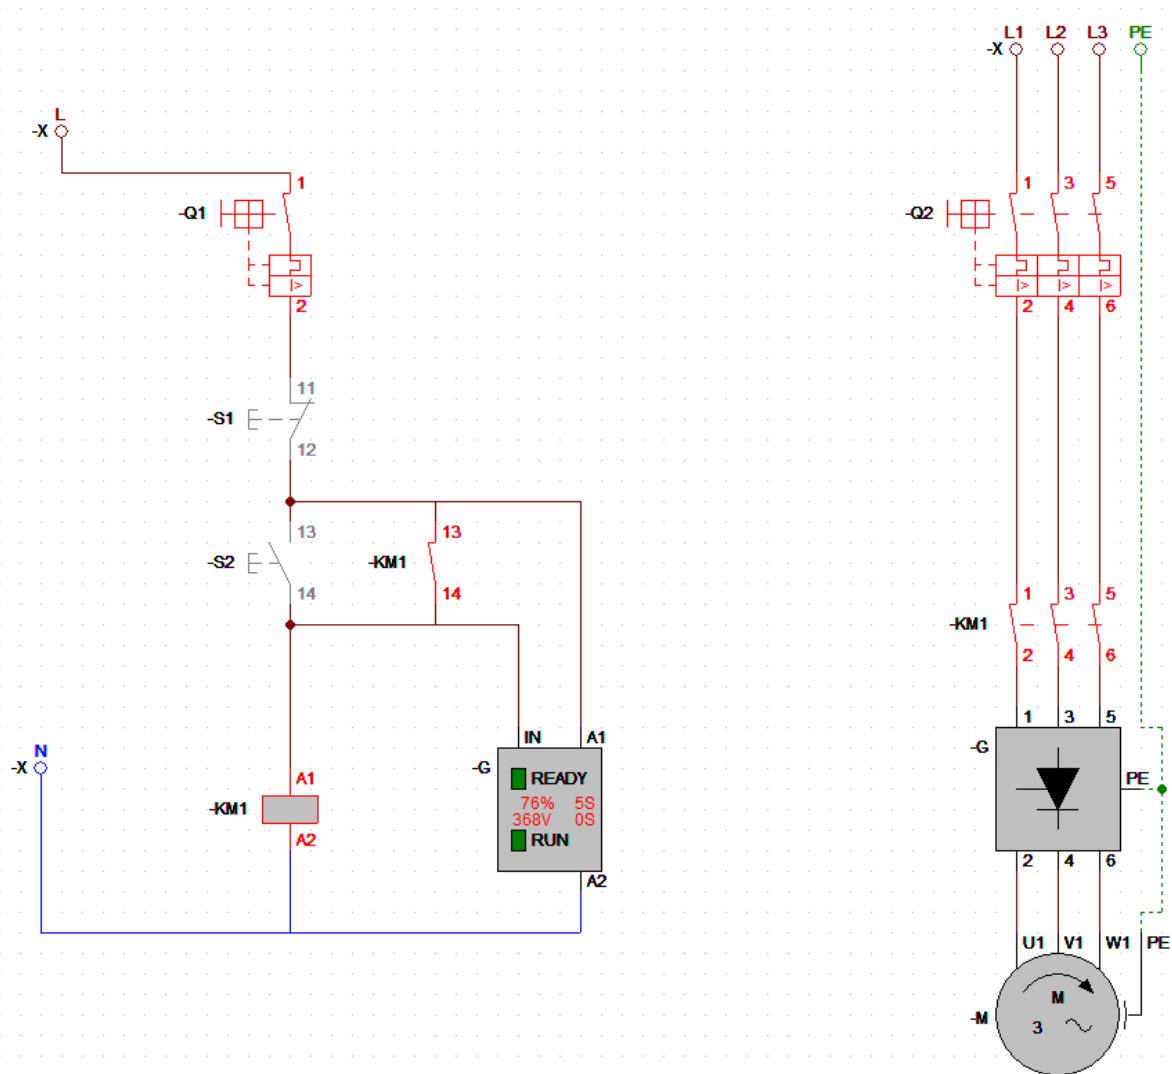 L1 L2 L3 PE
-X
L
-X
1
-Q1
I>
2
1 3 5
-Q2
I> I> I>
2 4 6
11
-S1
12
13
-S2
14
13
-KM1
14
1 3 5
-KM1
2 4 6
N
-X
A1
-KM1
A2
IN A1
-G
READY
76% 5S
368V 0S
RUN
A2
1 3 5
-G
PE
2 4 6
U1 V1 W1 PE
-M
M
3